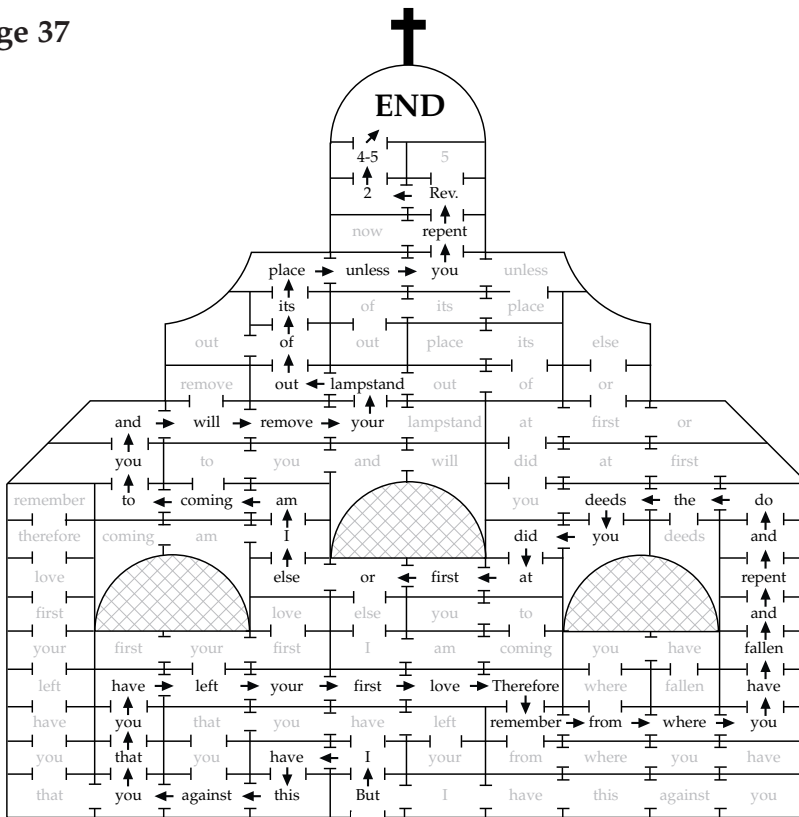 ge 37
END
4-5 5
2 Rev.
now repent
place unless you unless
its of its place
out of out place its else
remove out lampstand out of or
and will remove your lampstand at first or
you to you and will did at first
remember to coming am you deeds the do
therefore coming am I did you deeds and
love else or first at repent
first love else you to and
your first your first I am coming you have fallen
left have left your first love Therefore where fallen have
have you that you have left remember from where you
you that you have I your from where you have
that you against this But I have this against you